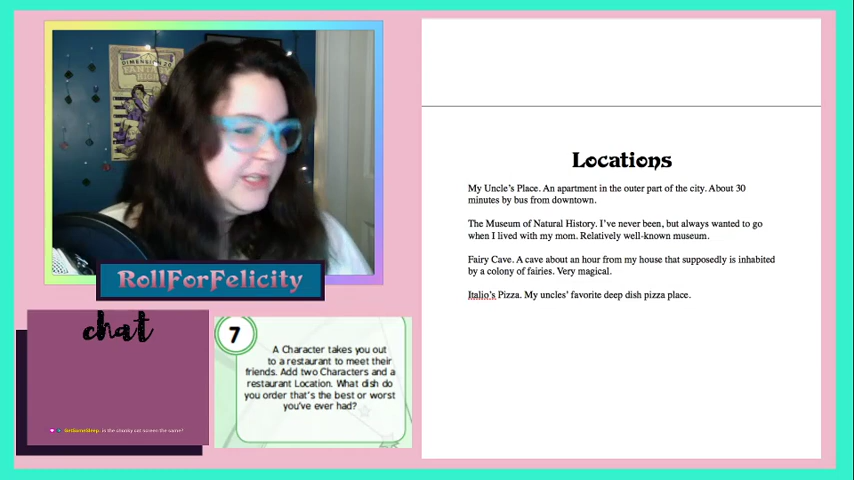 DIMENSION 20
FANTASY
HIGH
RollForFelicity
chat
7
A Character takes you out
to a restaurant to meet their
friends. Add two Characters and a
restaurant Location. What dish do
you order that's the best or worst
you've ever had?
Locations
My Uncle's Place. An apartment in the outer part of the city. About 30
minutes by bus from downtown.
The Museum of Natural History. I've never been, but always wanted to go
when I lived with my mom. Relatively well-known museum.
Fairy Cave. A cave about an hour from my house that supposedly is inhabited
by a colony of fairies. Very magical.
Italio's Pizza. My uncles' favorite deep dish pizza place.